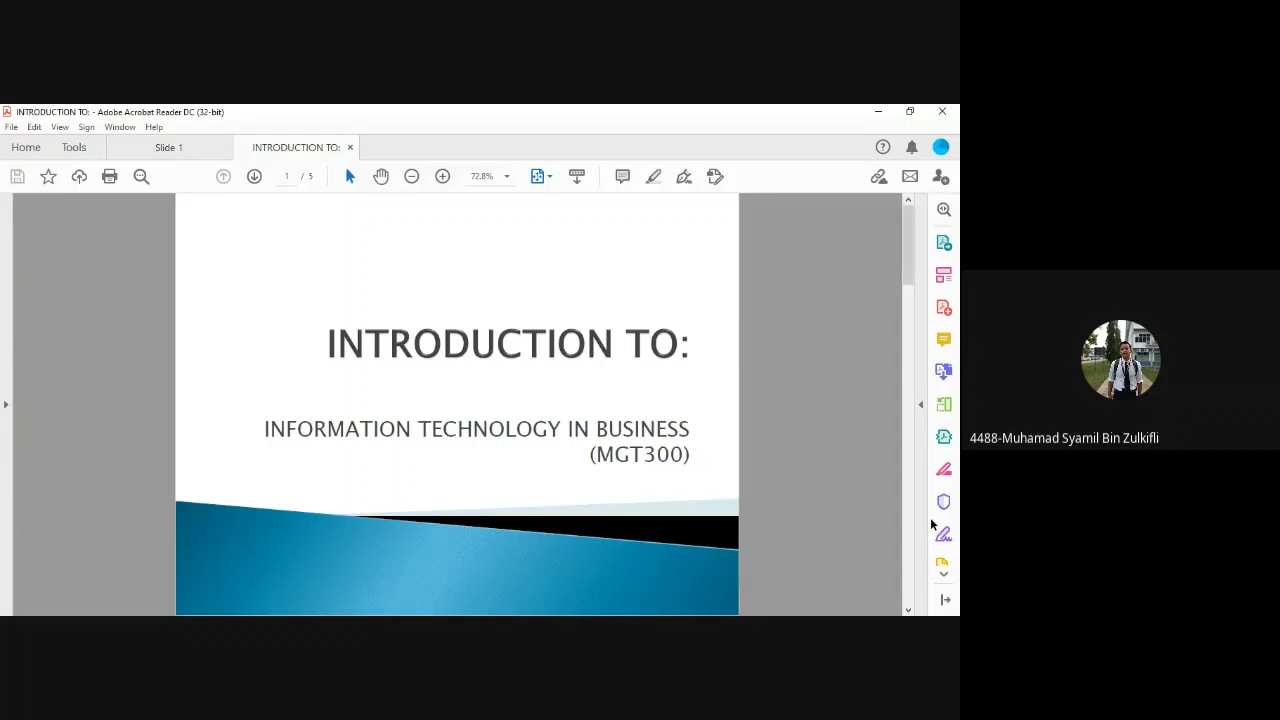 INTRODUCTION TO: - Adobe Acrobat Reader DC (32-bit)
File Edit View Sign Window Help
Home Tools Slide 1 INTRODUCTION TO: ×
1 / 5 72.8%
INTRODUCTION TO:
INFORMATION TECHNOLOGY IN BUSINESS
(MGT300)
4488-Muhamad Syamil Bin Zulkifli